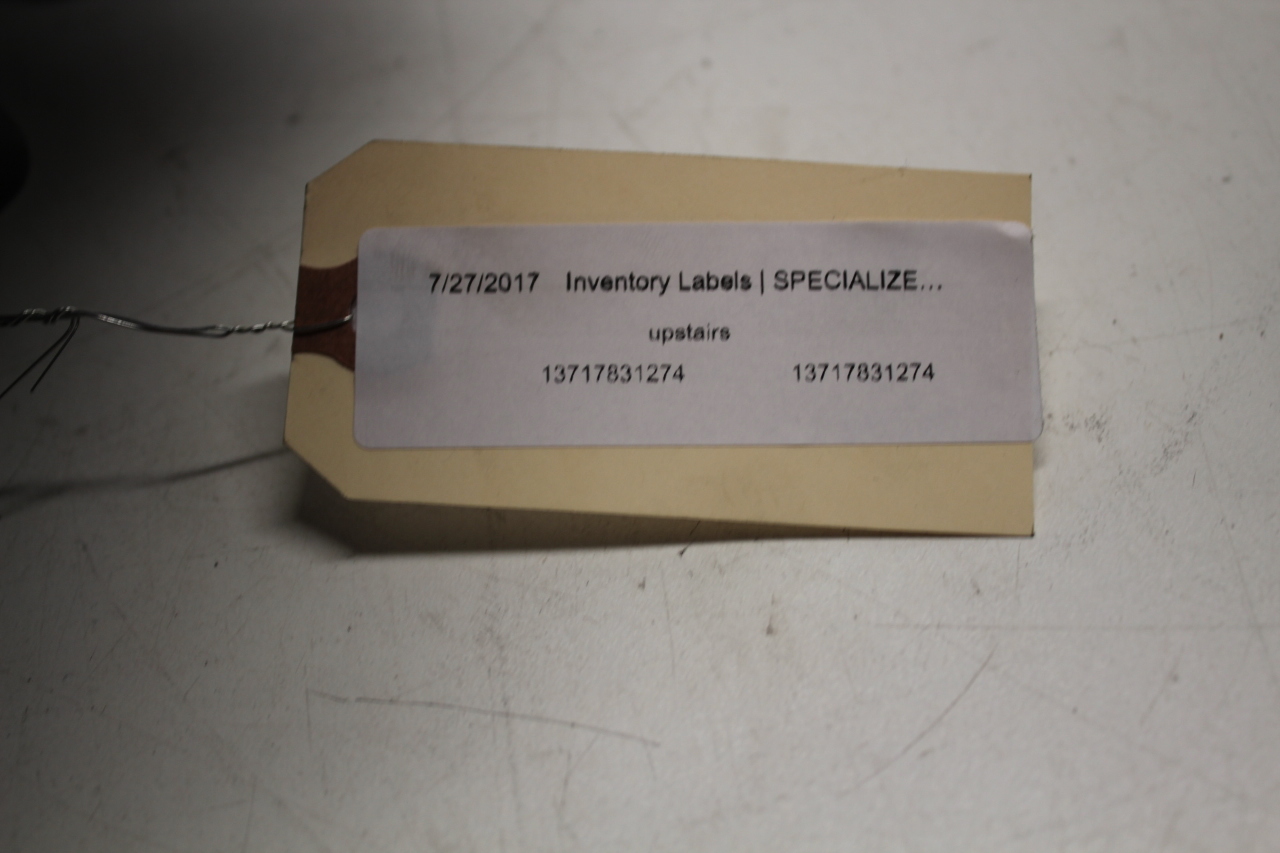 7/27/2017 Inventory Labels | SPECIALIZE...
upstairs
13717831274 13717831274